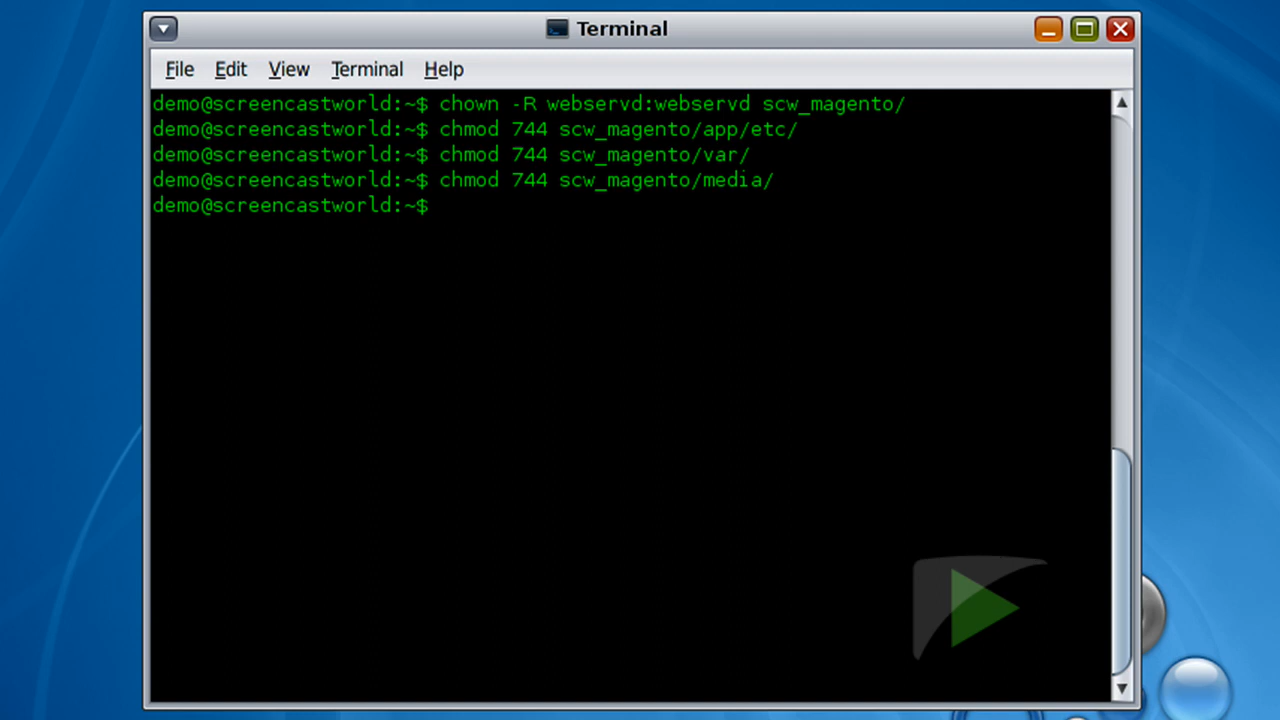 Terminal
File Edit View Terminal Help
demo@screencastworld:~$ chown -R webservd:webservd scw_magento/
demo@screencastworld:~$ chmod 744 scw_magento/app/etc/
demo@screencastworld:~$ chmod 744 scw_magento/var/
demo@screencastworld:~$ chmod 744 scw_magento/media/
demo@screencastworld:~$